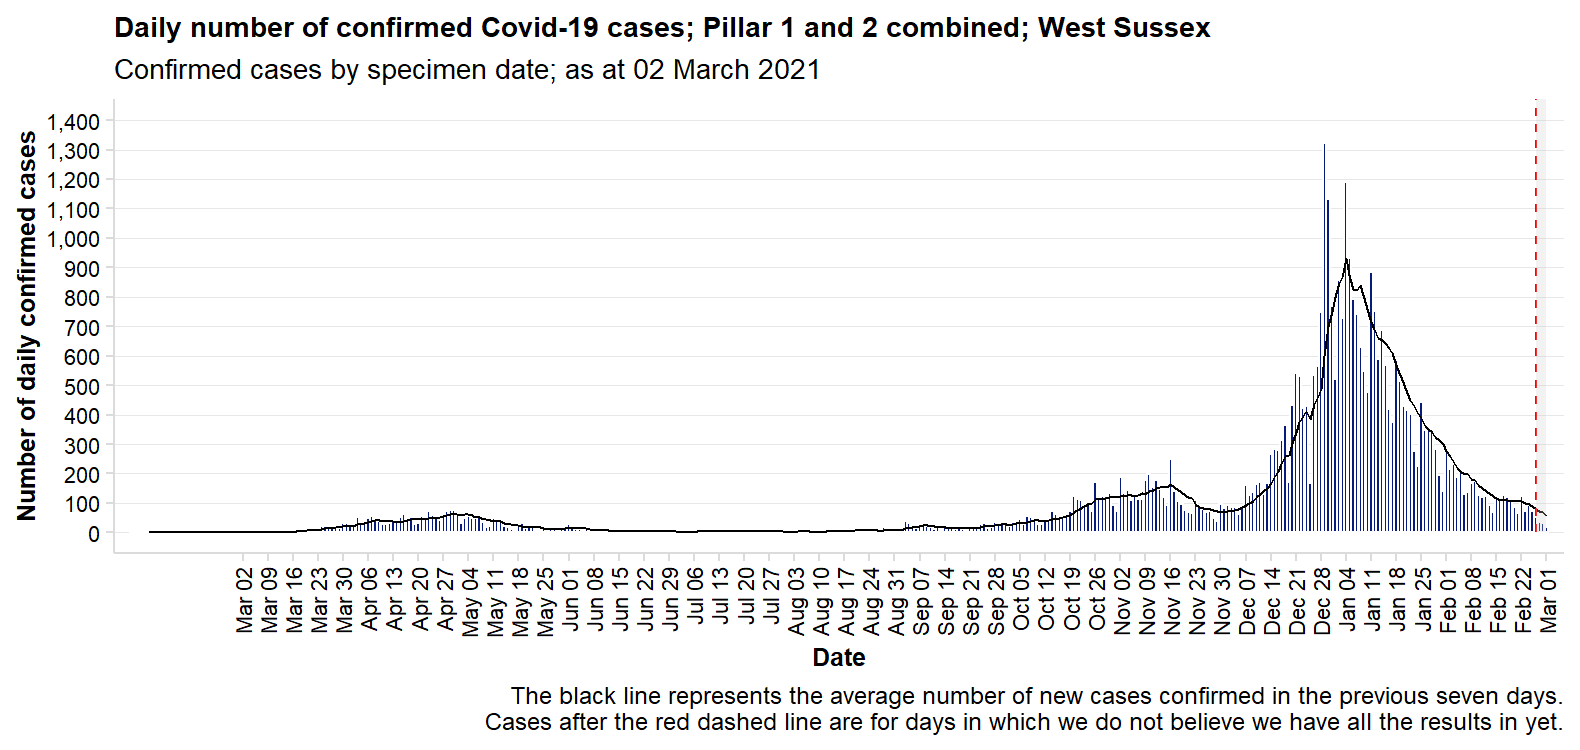 Daily number of confirmed Covid-19 cases; Pillar 1 and 2 combined; West Sussex
Confirmed cases by specimen date; as at 02 March 2021
Number of daily confirmed cases
1,400
1,300
1,200
1,100
1,000
900
800
700
600
500
400
300
200
100
0
Mar 02
Mar 09
Mar 16
Mar 23
Mar 30
Apr 06
Apr 13
Apr 20
Apr 27
May 04
May 11
May 18
May 25
Jun 01
Jun 08
Jun 15
Jun 22
Jun 29
Jul 06
Jul 13
Jul 20
Jul 27
Aug 03
Aug 10
Aug 17
Aug 24
Aug 31
Sep 07
Sep 14
Sep 21
Sep 28
Oct 05
Oct 12
Oct 19
Oct 26
Nov 02
Nov 09
Nov 16
Nov 23
Nov 30
Dec 07
Dec 14
Dec 21
Dec 28
Jan 04
Jan 11
Jan 18
Jan 25
Feb 01
Feb 08
Feb 15
Feb 22
Mar 01
Date
The black line represents the average number of new cases confirmed in the previous seven days.
Cases after the red dashed line are for days in which we do not believe we have all the results in yet.